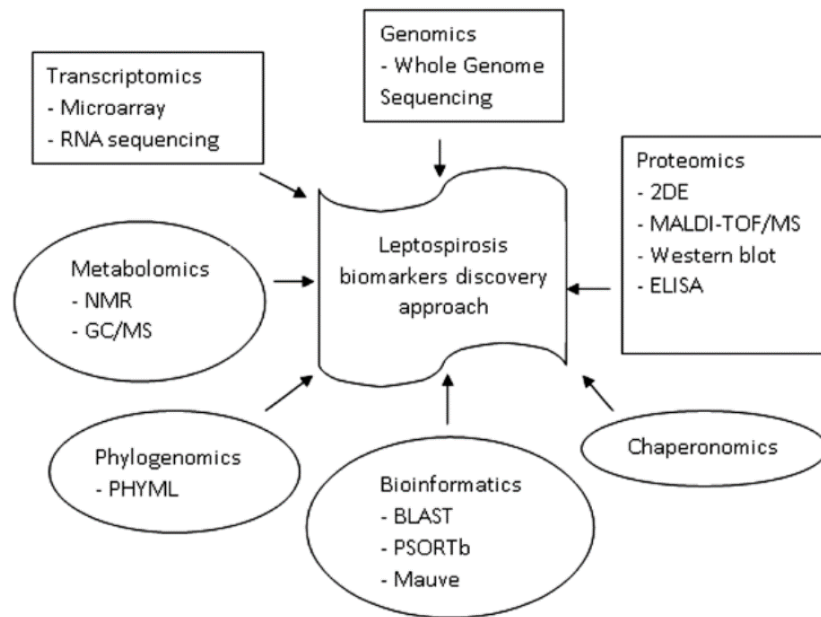 Genomics
- Whole Genome
Sequencing
Transcriptomics
- Microarray
- RNA sequencing
Proteomics
- 2DE
- MALDI-TOF/MS
- Western blot
- ELISA
Leptospirosis
biomarkers discovery
approach
Metabolomics
- NMR
- GC/MS
Phylogenomics
- PHYML
Bioinformatics
- BLAST
- PSORTb
- Mauve
Chaperonomics